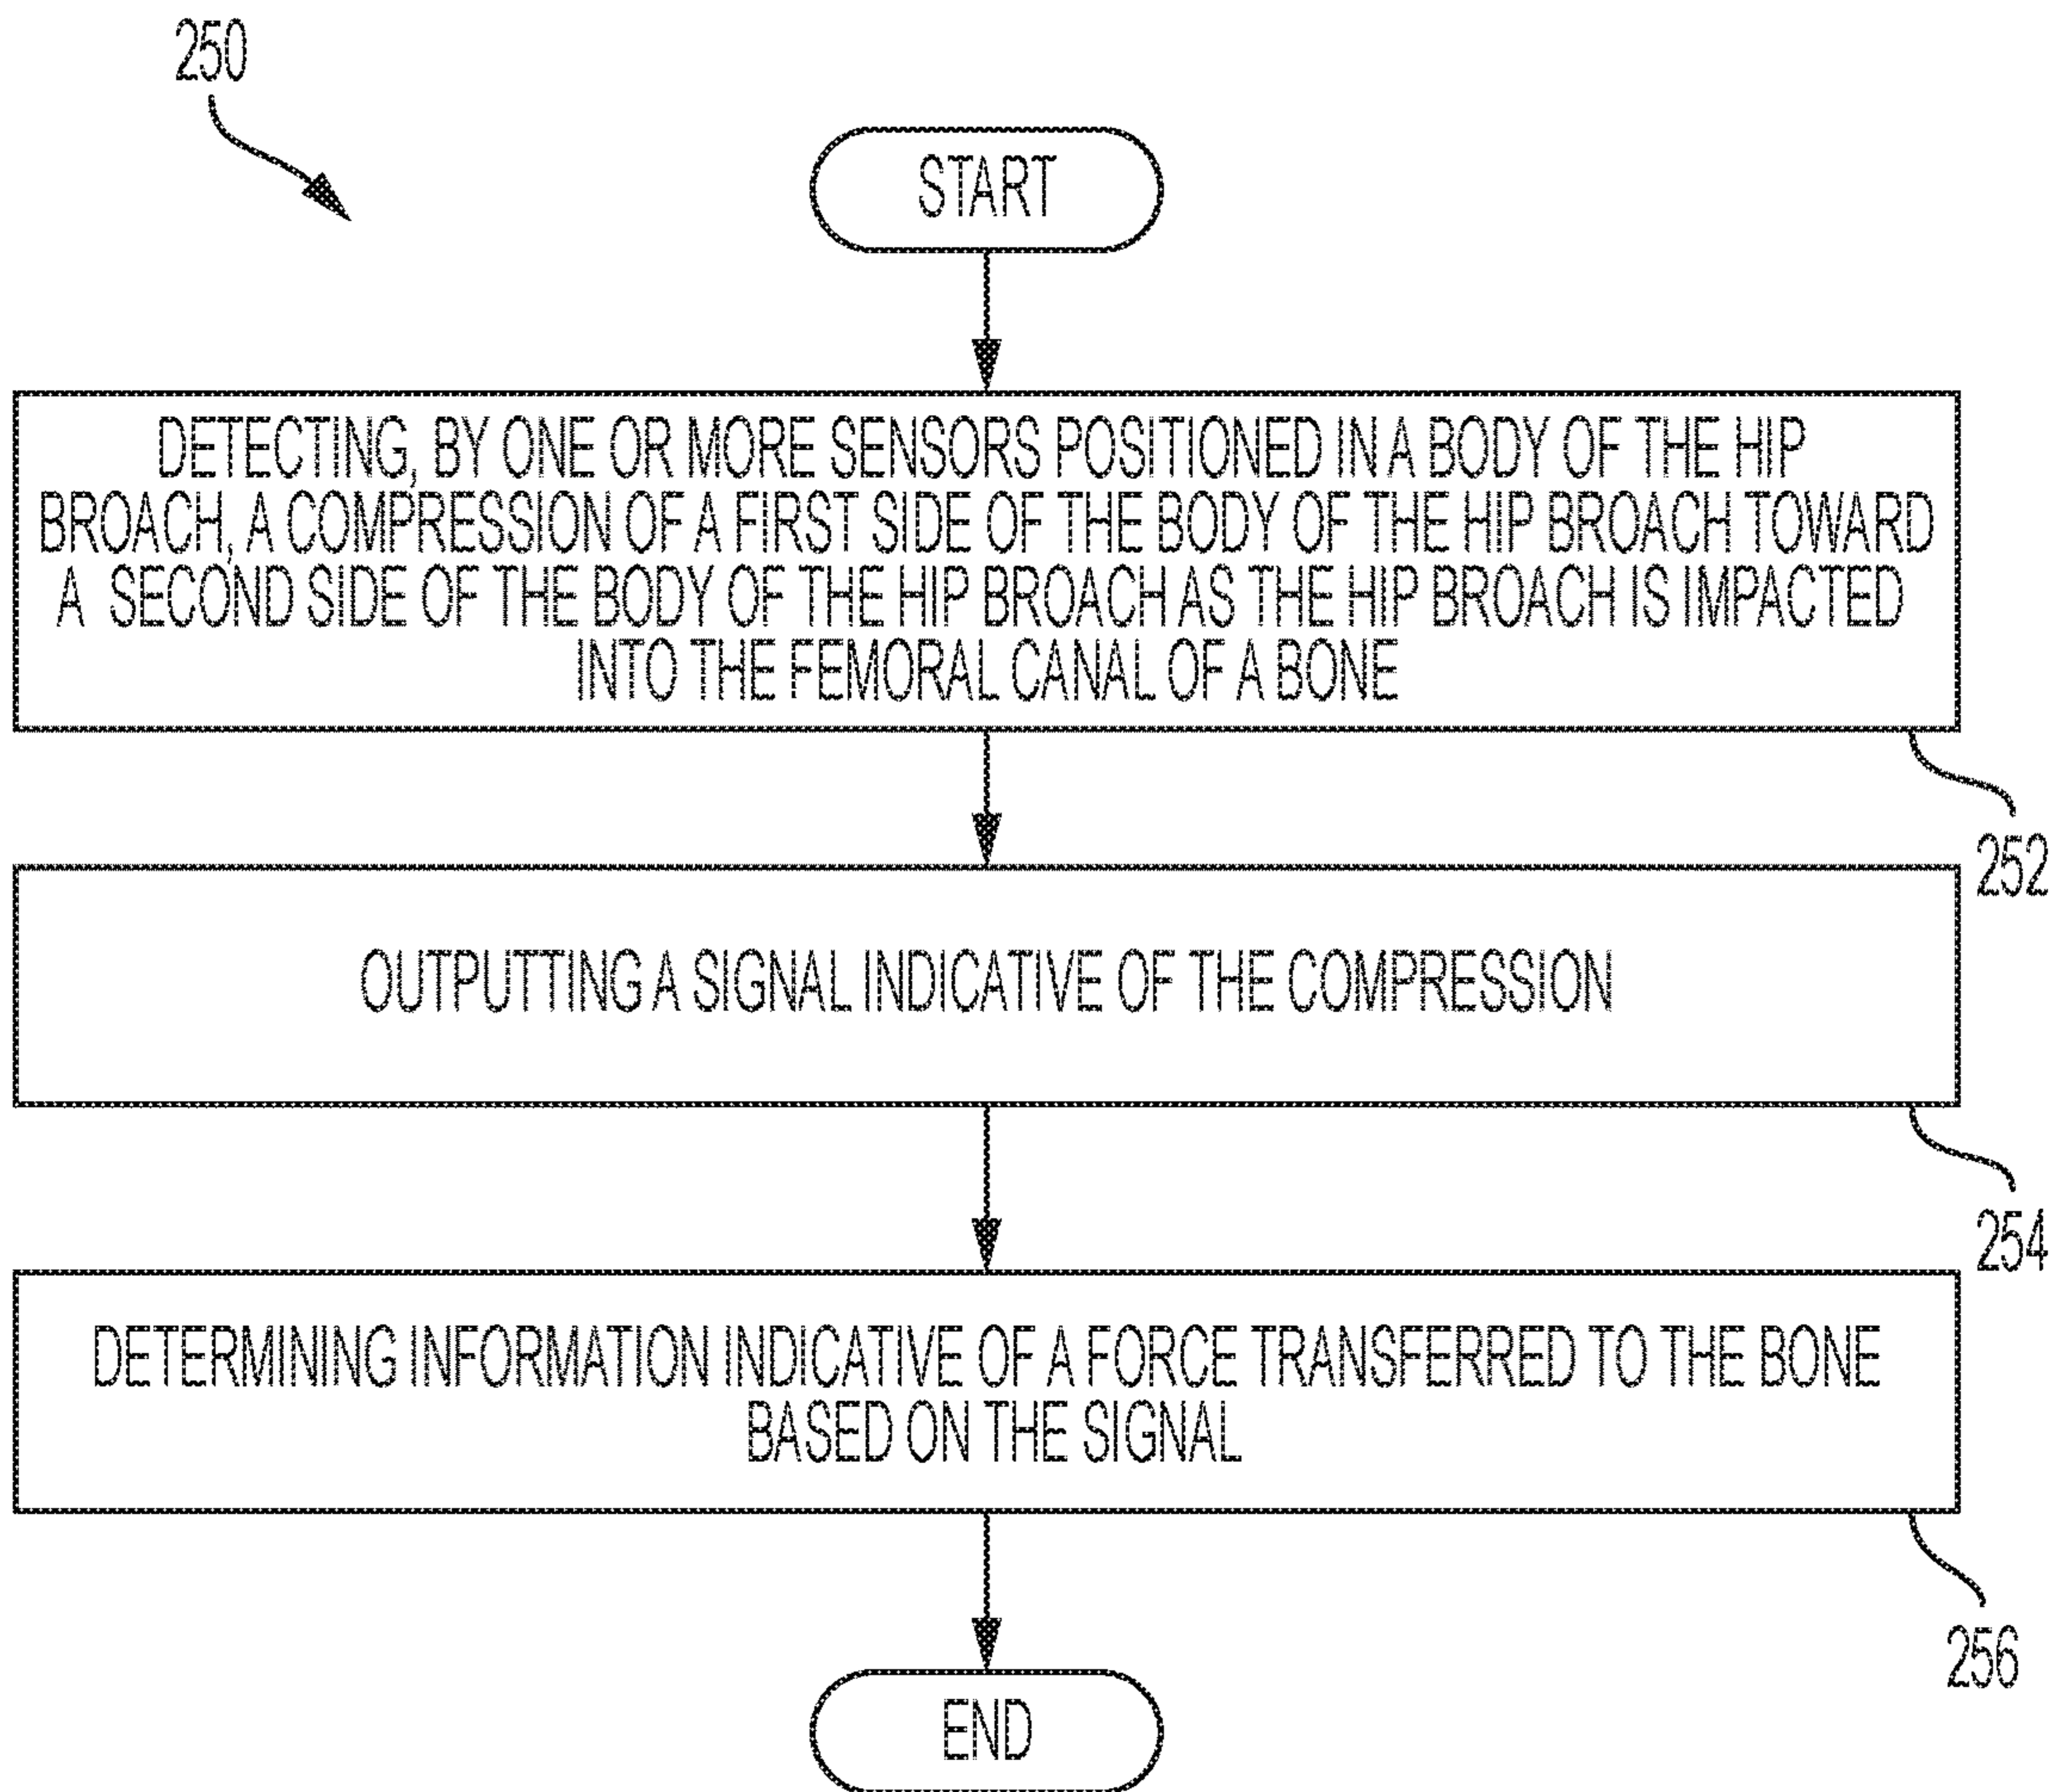 250
START
DETECTING, BY ONE OR MORE SENSORS POSITIONED IN A BODY OF THE HIP
BROACH, A COMPRESSION OF A FIRST SIDE OF THE BODY OF THE HIP BROACH TOWARD
A SECOND SIDE OF THE BODY OF THE HIP BROACH AS THE HIP BROACH IS IMPACTED
INTO THE FEMORAL CANAL OF A BONE
252
OUTPUTTING A SIGNAL INDICATIVE OF THE COMPRESSION
254
DETERMINING INFORMATION INDICATIVE OF A FORCE TRANSFERRED TO THE BONE
BASED ON THE SIGNAL
256
END